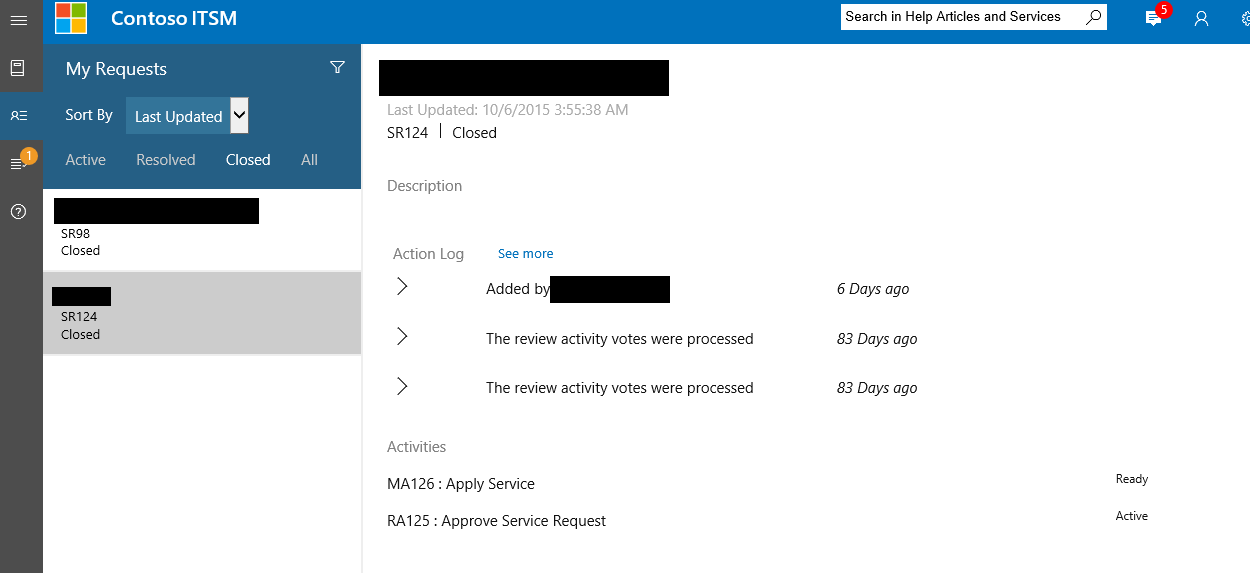 Contoso ITSM
Search in Help Articles and Services
5
My Requests
Sort By
Last Updated
Active Resolved Closed All
1
SR98
Closed
SR124
Closed
Last Updated: 10/6/2015 3:55:38 AM
SR124 | Closed
Description
Action Log See more
Added by 6 Days ago
The review activity votes were processed 83 Days ago
The review activity votes were processed 83 Days ago
Activities
MA126 : Apply Service Ready
RA125 : Approve Service Request Active